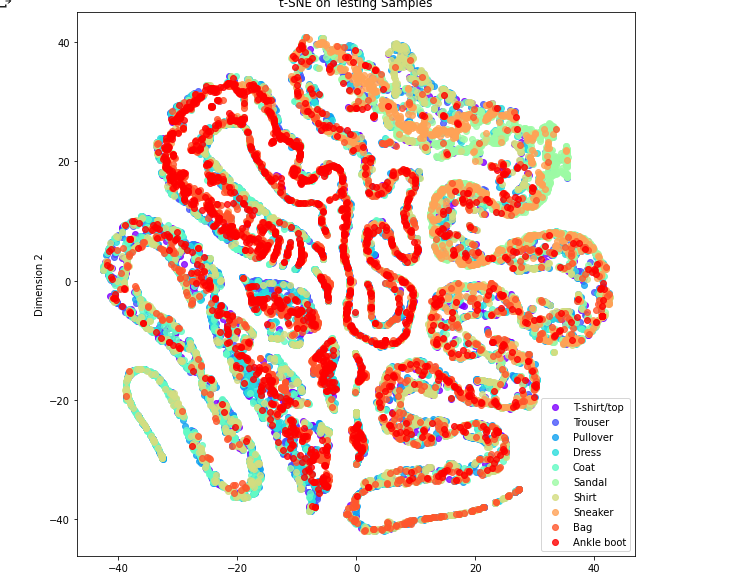 t-SNE on Testing Samples
40
20
0
−20
−40
Dimension 2
−40
−20
0
20
40
T-shirt/top
Trouser
Pullover
Dress
Coat
Sandal
Shirt
Sneaker
Bag
Ankle boot